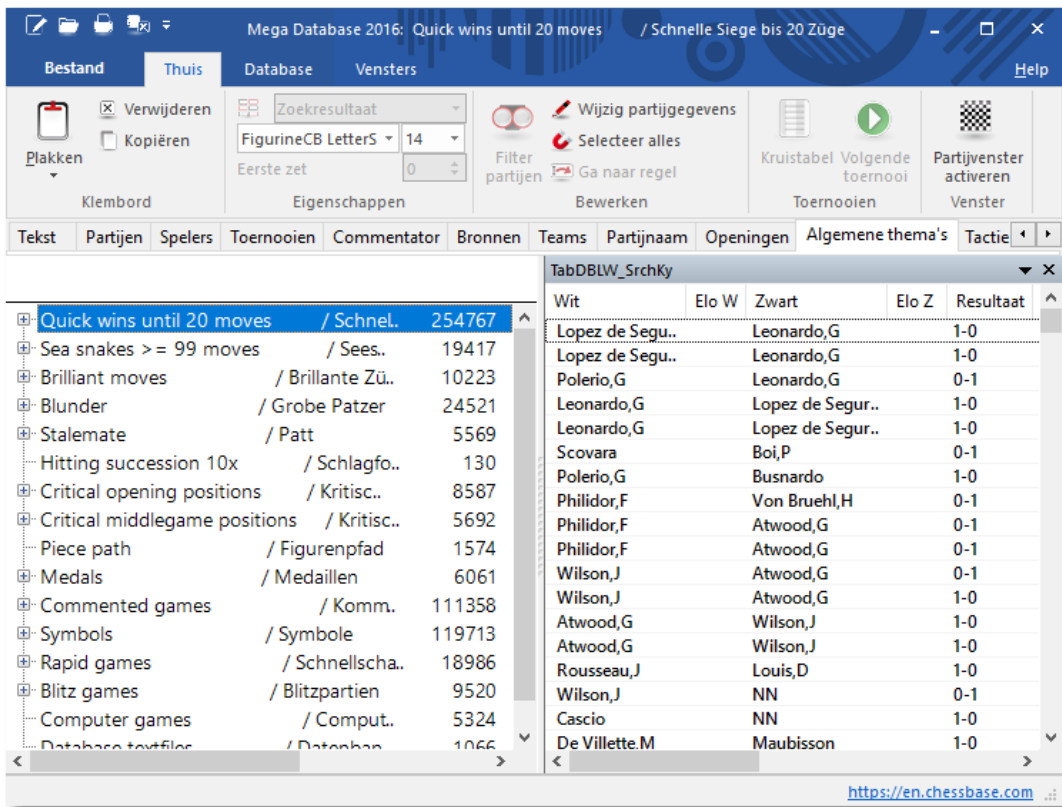 Mega Database 2016: Quick wins until 20 moves / Schnelle Siege bis 20 Züge
Bestand Thuis Database Vensters Help
Plakken
Verwijderen
Kopiëren
Klembord
Zoekresultaat
FigurineCB LetterS 14
Eerste zet 0
Eigenschappen
Filter partijen
Wijzig partijgegevens
Selecteer alles
Ga naar regel
Bewerken
Kruistabel
Volgende toernooi
Toernooien
Partijvenster activeren
Venster
Tekst Partijen Spelers Toernooien Commentator Bronnen Teams Partijnaam Openingen Algemene thema's Tactie
Quick wins until 20 moves / Schnel.. 254767
Sea snakes >= 99 moves / Sees.. 19417
Brilliant moves / Brillante Zü.. 10223
Blunder / Grobe Patzer 24521
Stalemate / Patt 5569
Hitting succession 10x / Schlagfo.. 130
Critical opening positions / Kritisc.. 8587
Critical middlegame positions / Kritisc.. 5692
Piece path / Figurenpfad 1574
Medals / Medaillen 6061
Commented games / Komm.. 111358
Symbols / Symbole 119713
Rapid games / Schnellscha.. 18986
Blitz games / Blitzpartien 9520
Computer games / Comput.. 5324
Database textfiles / Datenban.. 1066
TabDBLW_SrchKy
Wit Elo W Zwart Elo Z Resultaat
Lopez de Segu.. Leonardo,G 1-0
Lopez de Segu.. Leonardo,G 1-0
Polerio,G Leonardo,G 0-1
Leonardo,G Lopez de Segur.. 1-0
Leonardo,G Lopez de Segur.. 1-0
Scovara Boi,P 0-1
Polerio,G Busnardo 1-0
Philidor,F Von Bruehl,H 0-1
Philidor,F Atwood,G 0-1
Philidor,F Atwood,G 0-1
Wilson,J Atwood,G 0-1
Wilson,J Atwood,G 1-0
Atwood,G Wilson,J 1-0
Atwood,G Wilson,J 1-0
Rousseau,J Louis,D 1-0
Wilson,J NN 0-1
Cascio NN 1-0
De Villette,M Maubisson 1-0
https://en.chessbase.com